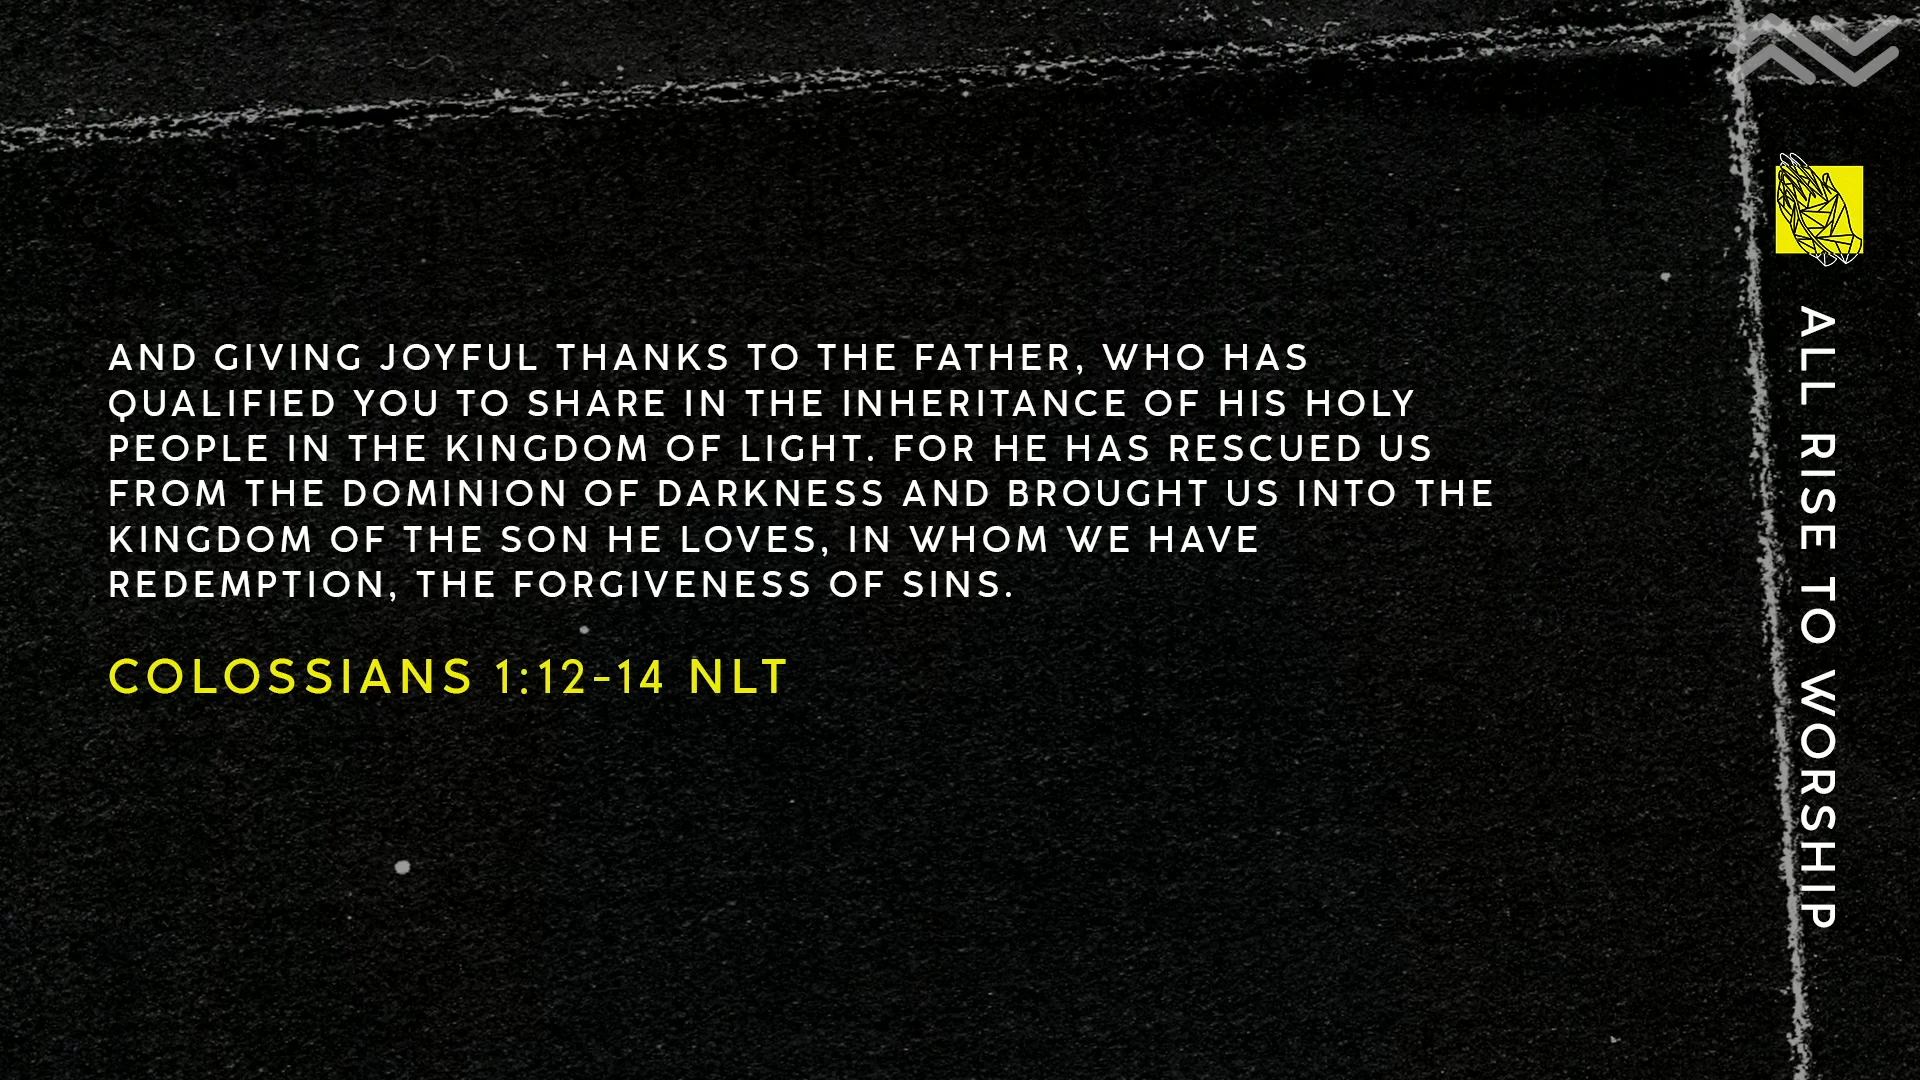 AND GIVING JOYFUL THANKS TO THE FATHER, WHO HAS
QUALIFIED YOU TO SHARE IN THE INHERITANCE OF HIS HOLY
PEOPLE IN THE KINGDOM OF LIGHT. FOR HE HAS RESCUED US
FROM THE DOMINION OF DARKNESS AND BROUGHT US INTO THE
KINGDOM OF THE SON HE LOVES, IN WHOM WE HAVE
REDEMPTION, THE FORGIVENESS OF SINS.
COLOSSIANS 1:12-14 NLT
ALL RISE TO WORSHIP